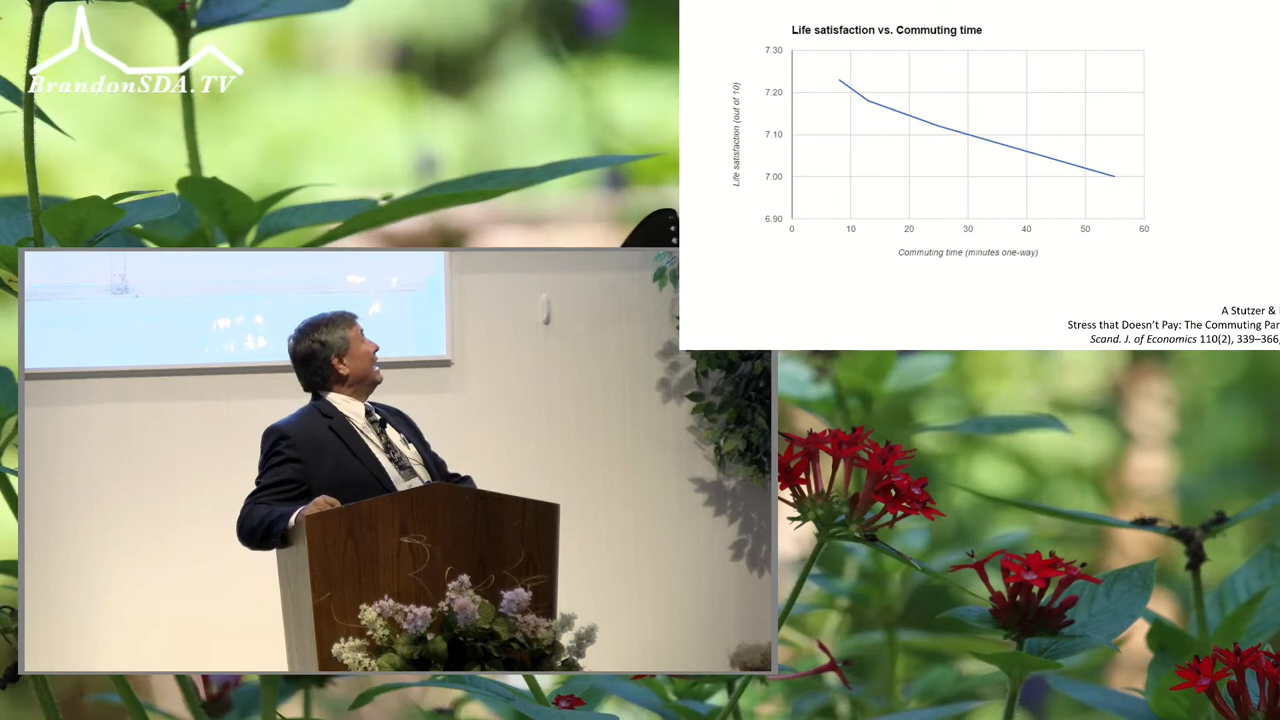 BrandonSDA.TV
Life satisfaction vs. Commuting time
7.30
7.20
7.10
7.00
6.90
Life satisfaction (out of 10)
0 10 20 30 40 50 60
Commuting time (minutes one-way)
A Stutzer &
Stress that Doesn't Pay: The Commuting
Scand. J. of Economics 110(2), 339–366,